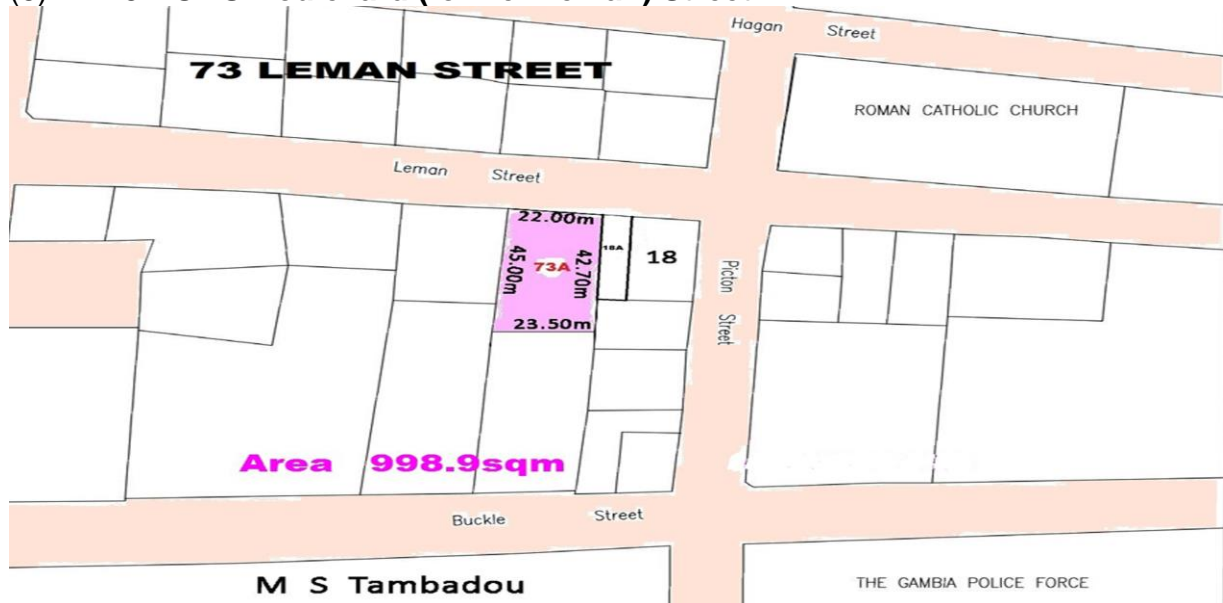 Hagan Street
73 LEMAN STREET
ROMAN CATHOLIC CHURCH
Leman Street
22.00m
45.00m
73A
42.70m
18A
18
23.50m
Picton Street
Area 998.9sqm
Buckle Street
M S Tambadou
THE GAMBIA POLICE FORCE